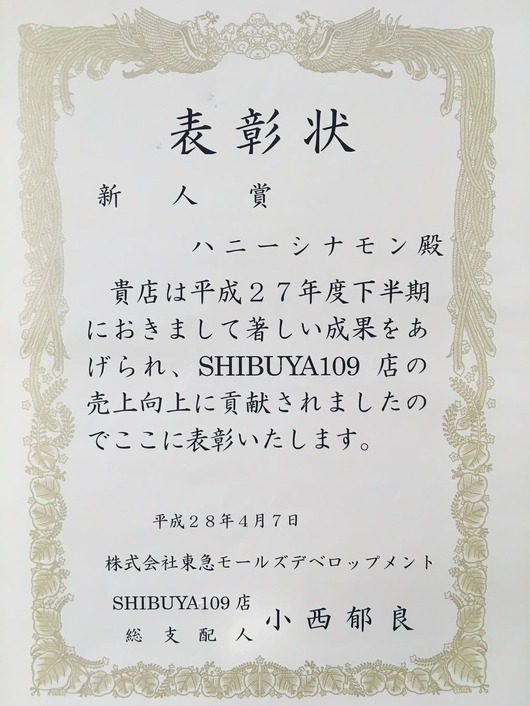 表彰状
新人賞
ハニーシナモン殿
貴店は平成２７年度下半期
におきまして著しい成果をあ
げられ、SHIBUYA109 店の
売上向上に貢献されましたの
でここに表彰いたします。
平成２８年４月７日
株式会社東急モールズデベロップメント
SHIBUYA109 店
総支配人 小西郁良